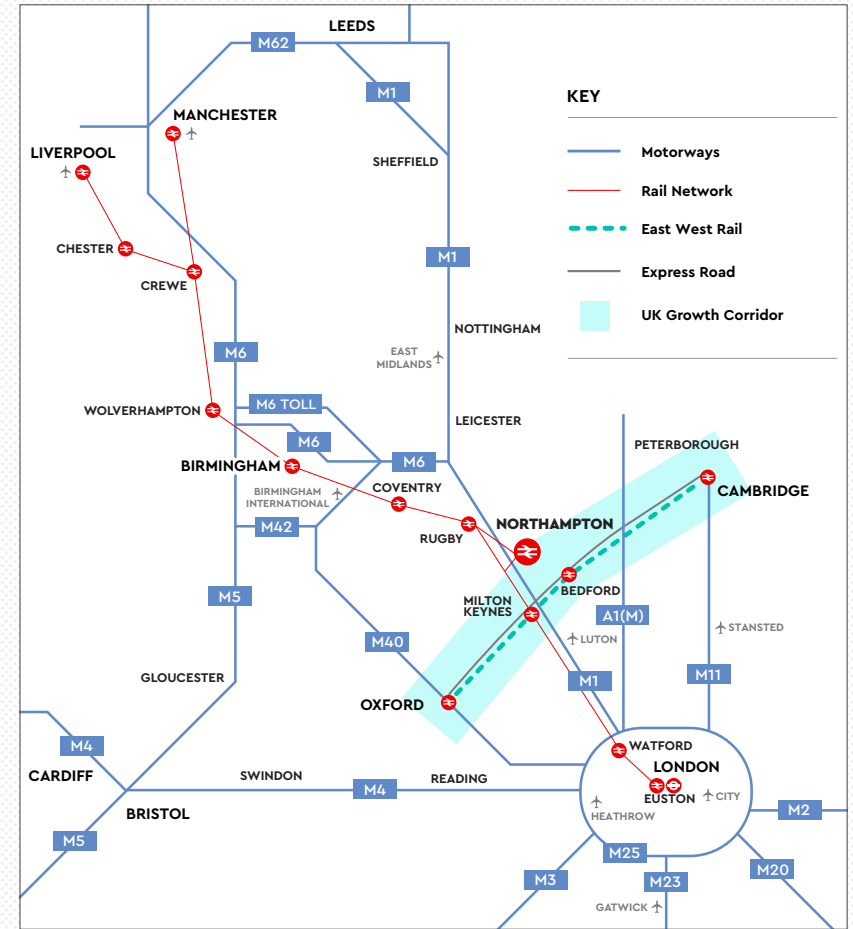 LEEDS
M62
M1
KEY
MANCHESTER
LIVERPOOL
Motorways
SHEFFIELD
Rail Network
East West Rail
CHESTER
M1
Express Road
CREWE
UK Growth Corridor
NOTTINGHAM
EAST
MIDLANDS
M6
M6 TOLL
WOLVERHAMPTON
LEICESTER
M6
PETERBOROUGH
M6
BIRMINGHAM
COVENTRY
CAMBRIDGE
BIRMINGHAM
INTERNATIONAL
M42
NORTHAMPTON
RUGBY
BEDFORD
M5
MILTON
KEYNES
A1(M)
STANSTED
LUTON
M40
GLOUCESTER
M1
M11
OXFORD
M4
WATFORD
LONDON
CARDIFF
SWINDON
READING
M4
EUSTON
CITY
BRISTOL
HEATHROW
M2
M5
M25
M3
M23
M20
GATWICK